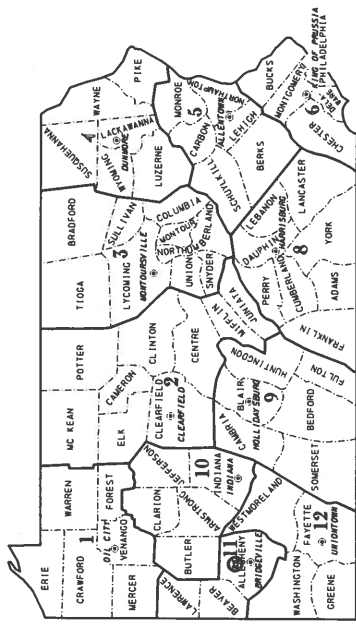 ERIE
CRAWFORD
MERCER
WARREN
FOREST
1
OIL CITY
VENANGO
MC KEAN
POTTER
CAMERON
ELK
CLINTON
CLEARFIELD
2
CLEARFIELD
CENTRE
MIFFLIN
JUNIATA
TIOGA
BRADFORD
SULLIVAN
LYCOMING
3
MONTOURSVILLE
COLUMBIA
MONTOUR
NORTHUMBERLAND
UNION
SNYDER
SUSQUEHANNA
WAYNE
4
WYOMING
LACKAWANNA
DUNMORE
PIKE
LUZERNE
MONROE
CARBON
5
NORTHAMPTON
ALLENTOWN
LEHIGH
SCHUYLKILL
BERKS
BUCKS
MONTGOMERY
KING OF PRUSSIA
PHILADELPHIA
6
DELAWARE
CHESTER
LEBANON
DAUPHIN
HARRISBURG
LANCASTER
PERRY
CUMBERLAND
8
YORK
ADAMS
FRANKLIN
HUNTINGDON
BLAIR
CAMBRIA
HOLLIDAYSBURG
9
FULTON
BEDFORD
SOMERSET
JEFFERSON
CLARION
ARMSTRONG
10
INDIANA
INDIANA
BUTLER
LAWRENCE
BEAVER
11
ALLEGHENY
BRIDGEVILLE
WESTMORELAND
WASHINGTON
FAYETTE
12
UNIONTOWN
GREENE